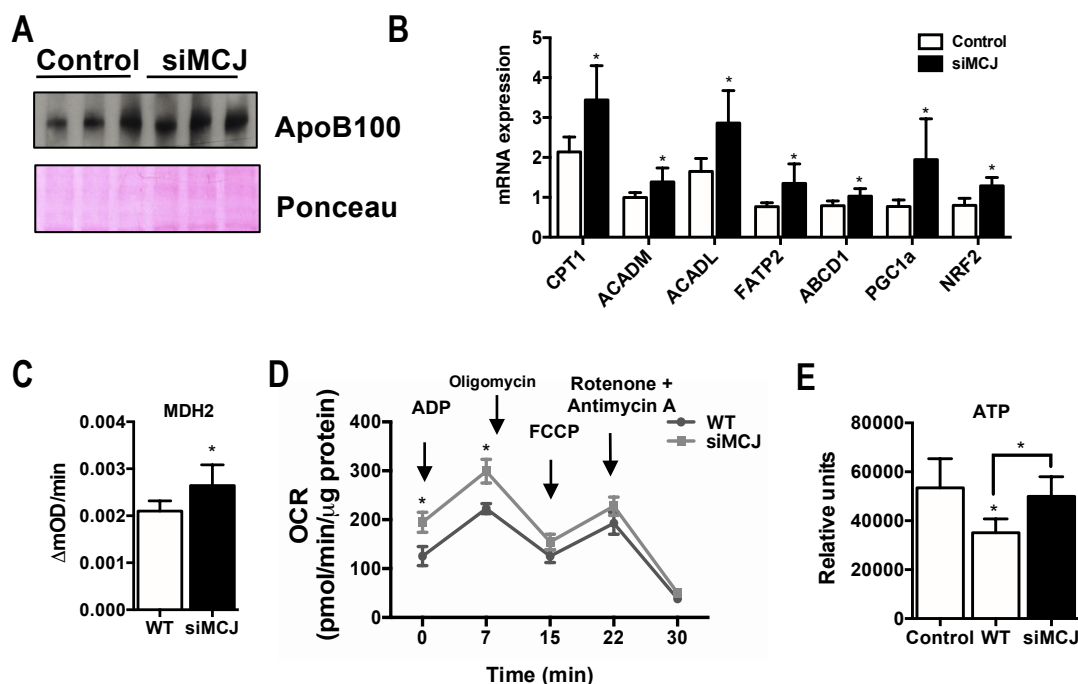 A
Control siMCJ
ApoB100
Ponceau
B
Control
siMCJ
mRNA expression
5
4
3
2
1
0
* * * * * * *
CPT1 ACADM ACADL FATP2 ABCD1 PGC1a NRF2
C
MDH2
ΔmOD/min
0.004
0.003
0.002
0.001
0.000
*
WT siMCJ
D
ADP
Oligomycin
FCCP
Rotenone +
Antimycin A
WT
siMCJ
OCR
(pmol/min/μg protein)
400
300
200
100
0
* *
0 7 15 22 30
Time (min)
E
ATP
Relative units
80000
60000
40000
20000
0
* *
Control WT siMCJ